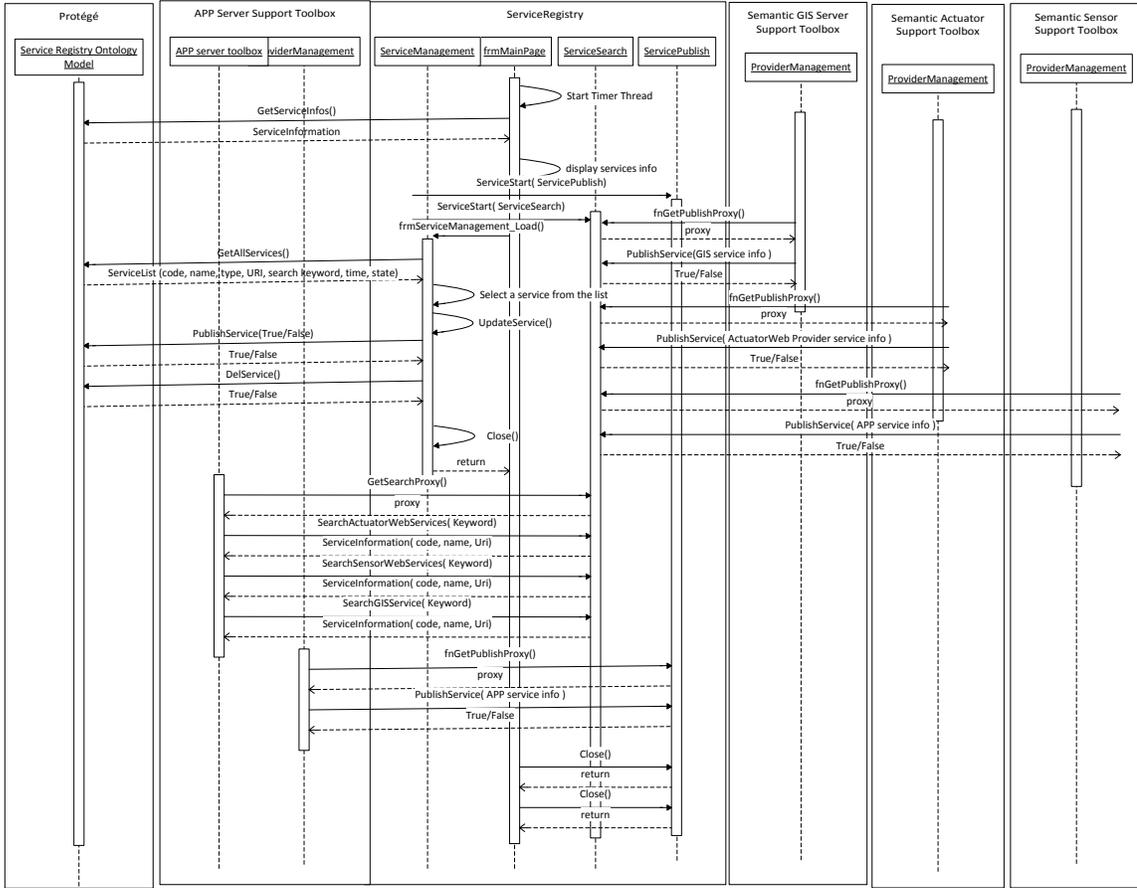 Protégé
APP Server Support Toolbox
ServiceRegistry
Semantic GIS Server
Support Toolbox
Semantic Actuator
Support Toolbox
Semantic Sensor
Support Toolbox
Service Registry Ontology
Model
APP server toolbox
viderManagement
ServiceManagement
frmMainPage
ServiceSearch
ServicePublish
ProviderManagement
ProviderManagement
ProviderManagement
Start Timer Thread
GetServiceInfos()
ServiceInformation
display services info
ServiceStart( ServicePublish)
ServiceStart( ServiceSearch)
fnGetPublishProxy()
frmServiceManagement_Load()
proxy
GetAllServices()
PublishService(GIS service info )
ServiceList (code, name, type, URI, search keyword, time, state)
True/False
Select a service from the list
fnGetPublishProxy()
proxy
UpdateService()
PublishService(True/False)
PublishService( ActuatorWeb Provider service info )
True/False
True/False
DelService()
fnGetPublishProxy()
True/False
proxy
PublishService( APP service info )
Close()
True/False
return
GetSearchProxy()
proxy
SearchActuatorWebServices( Keyword)
ServiceInformation( code, name, Uri)
SearchSensorWebServices( Keyword)
ServiceInformation( code, name, Uri)
SearchGISService( Keyword)
ServiceInformation( code, name, Uri)
fnGetPublishProxy()
proxy
PublishService( APP service info )
True/False
Close()
return
Close()
return